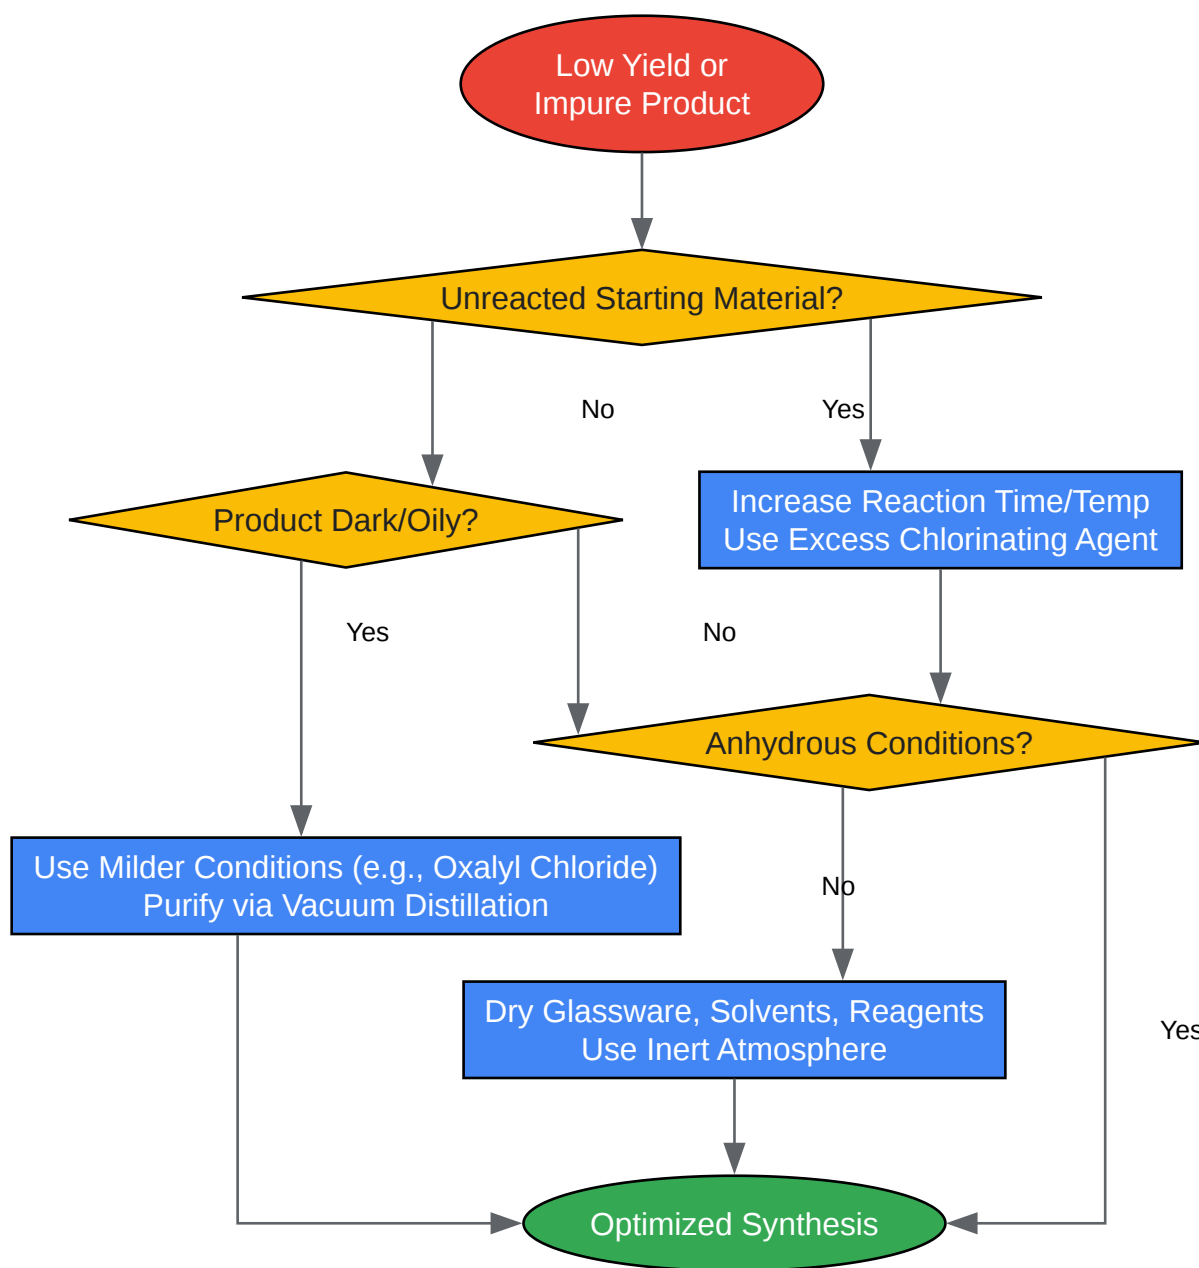 Low Yield or
Impure Product
Unreacted Starting Material?
No
Yes
Product Dark/Oily?
Increase Reaction Time/Temp
Use Excess Chlorinating Agent
Yes
No
Anhydrous Conditions?
Use Milder Conditions (e.g., Oxalyl Chloride)
Purify via Vacuum Distillation
No
Dry Glassware, Solvents, Reagents
Use Inert Atmosphere
Yes
Optimized Synthesis